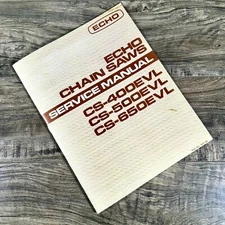 ECHO
ECHO
CHAIN SAWS
SERVICE MANUAL
CS-400EVL
CS-500EVL
CS-650EVL